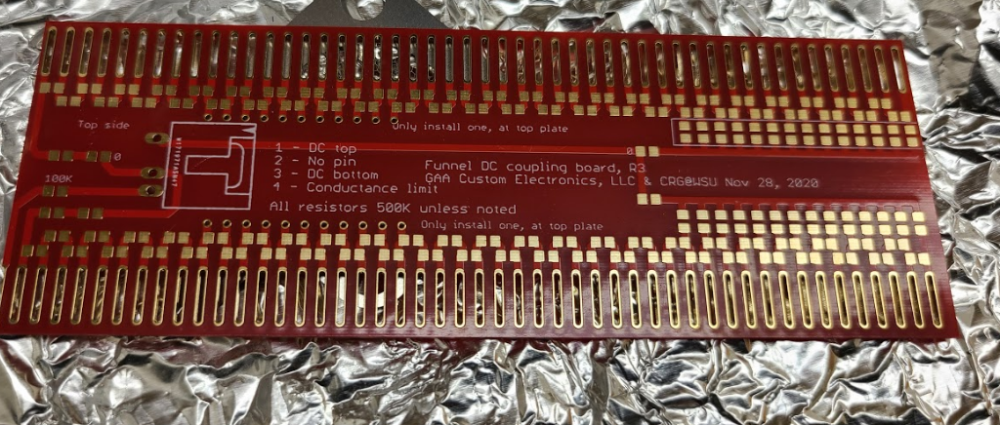 Only install one, at top plate
Top side
1 - DC top
2 - No pin
3 - DC bottom
4 - Conductance limit
0
0
Funnel DC coupling board, R3
GAA Custom Electronics, LLC & CRG@WSU Nov 28, 2020
100K
All resistors 500K unless noted
Only install one, at top plate